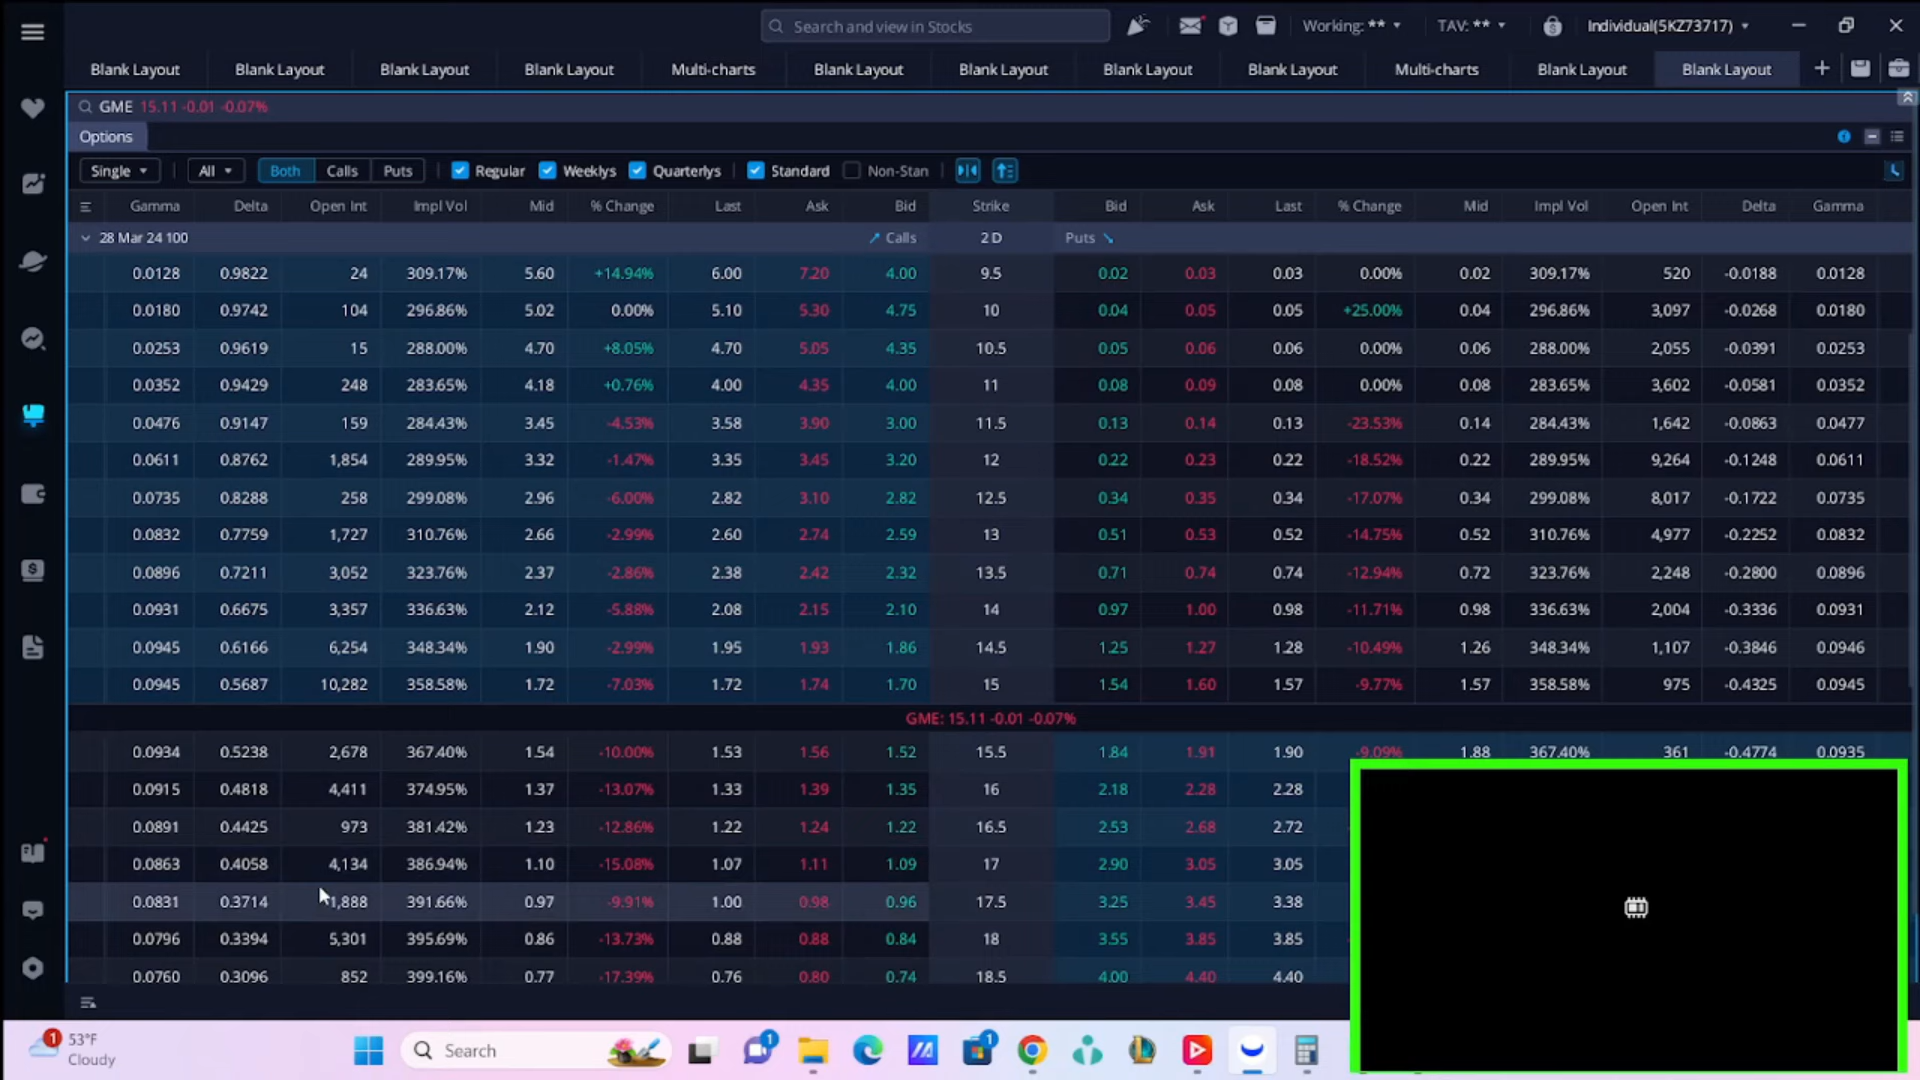 Search and view in Stocks Working: ** TAV: ** Individual(5KZ73717)
Blank Layout Blank Layout Blank Layout Blank Layout Multi-charts Blank Layout Blank Layout Blank Layout Blank Layout Multi-charts Blank Layout Blank Layout
GME 15.11 -0.01 -0.07%
Options
Single All Both Calls Puts Regular Weeklys Quarterlys Standard Non-Stan
Gamma Delta Open Int Impl Vol Mid % Change Last Ask Bid Strike Bid Ask Last % Change Mid Impl Vol Open Int Delta Gamma
28 Mar 24 100 Calls 2 D Puts
0.0128 0.9822 24 309.17% 5.60 +14.94% 6.00 7.20 4.00 9.5 0.02 0.03 0.03 0.00% 0.02 309.17% 520 -0.0188 0.0128
0.0180 0.9742 104 296.86% 5.02 0.00% 5.10 5.30 4.75 10 0.04 0.05 0.05 +25.00% 0.04 296.86% 3,097 -0.0268 0.0180
0.0253 0.9619 15 288.00% 4.70 +8.05% 4.70 5.05 4.35 10.5 0.05 0.06 0.06 0.00% 0.06 288.00% 2,055 -0.0391 0.0253
0.0352 0.9429 248 283.65% 4.18 +0.76% 4.00 4.35 4.00 11 0.08 0.09 0.08 0.00% 0.08 283.65% 3,602 -0.0581 0.0352
0.0476 0.9147 159 284.43% 3.45 -4.53% 3.58 3.90 3.00 11.5 0.13 0.14 0.13 -23.53% 0.14 284.43% 1,642 -0.0863 0.0477
0.0611 0.8762 1,854 289.95% 3.32 -1.47% 3.35 3.45 3.20 12 0.22 0.23 0.22 -18.52% 0.22 289.95% 9,264 -0.1248 0.0611
0.0735 0.8288 258 299.08% 2.96 -6.00% 2.82 3.10 2.82 12.5 0.34 0.35 0.34 -17.07% 0.34 299.08% 8,017 -0.1722 0.0735
0.0832 0.7759 1,727 310.76% 2.66 -2.99% 2.60 2.74 2.59 13 0.51 0.53 0.52 -14.75% 0.52 310.76% 4,977 -0.2252 0.0832
0.0896 0.7211 3,052 323.76% 2.37 -2.86% 2.38 2.42 2.32 13.5 0.71 0.74 0.74 -12.94% 0.72 323.76% 2,248 -0.2800 0.0896
0.0931 0.6675 3,357 336.63% 2.12 -5.88% 2.08 2.15 2.10 14 0.97 1.00 0.98 -11.71% 0.98 336.63% 2,004 -0.3336 0.0931
0.0945 0.6166 6,254 348.34% 1.90 -2.99% 1.95 1.93 1.86 14.5 1.25 1.27 1.28 -10.49% 1.26 348.34% 1,107 -0.3846 0.0946
0.0945 0.5687 10,282 358.58% 1.72 -7.03% 1.72 1.74 1.70 15 1.54 1.60 1.57 -9.77% 1.57 358.58% 975 -0.4325 0.0945
GME: 15.11 -0.01 -0.07%
0.0934 0.5238 2,678 367.40% 1.54 -10.00% 1.53 1.56 1.52 15.5 1.84 1.91 1.90 -9.09% 1.88 367.40% 361 -0.4774 0.0935
0.0915 0.4818 4,411 374.95% 1.37 -13.07% 1.33 1.39 1.35 16 2.18 2.28 2.28
0.0891 0.4425 973 381.42% 1.23 -12.86% 1.22 1.24 1.22 16.5 2.53 2.68 2.72
0.0863 0.4058 4,134 386.94% 1.10 -15.08% 1.07 1.11 1.09 17 2.90 3.05 3.05
0.0831 0.3714 1,888 391.66% 0.97 -9.91% 1.00 0.98 0.96 17.5 3.25 3.45 3.38
0.0796 0.3394 5,301 395.69% 0.86 -13.73% 0.88 0.88 0.84 18 3.55 3.85 3.85
0.0760 0.3096 852 399.16% 0.77 -17.39% 0.76 0.80 0.74 18.5 4.00 4.40 4.40
1 53°F
Cloudy
Search 1 1